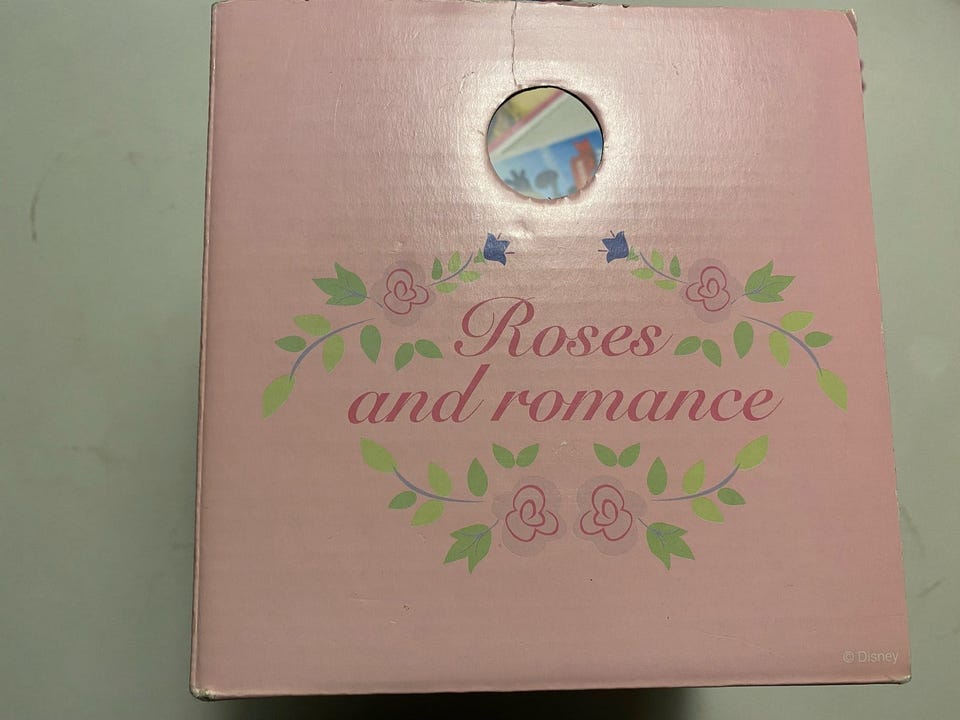 Roses
and romance
© Disney